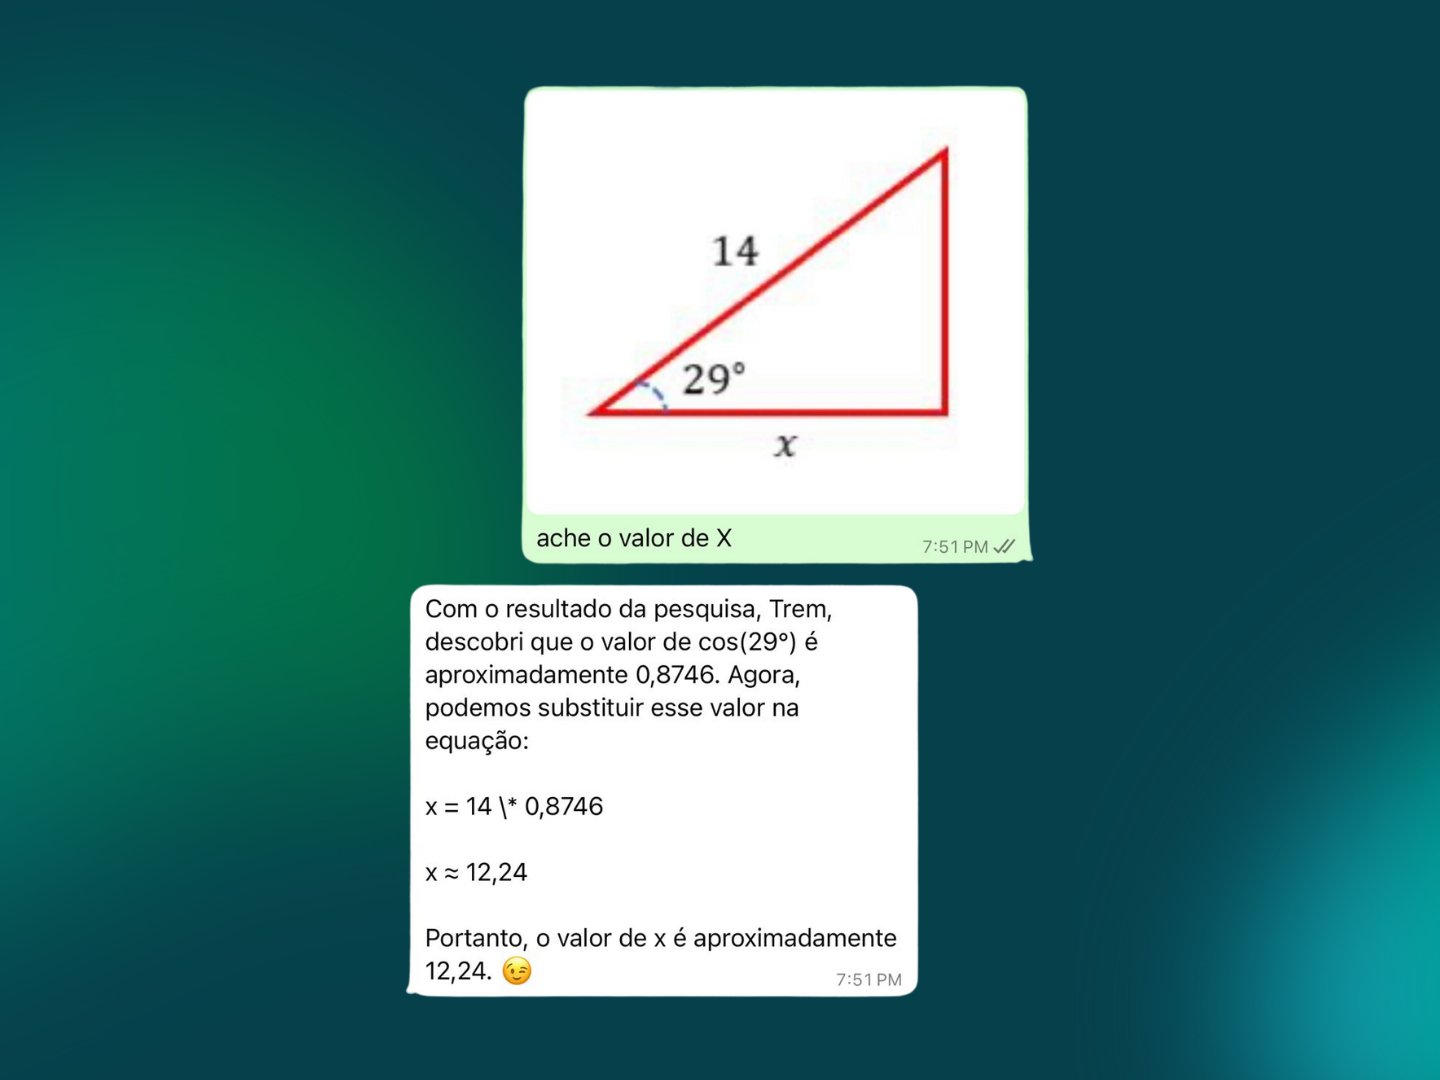 14
29°
x
ache o valor de X
7:51 PM
Com o resultado da pesquisa, Trem,
descobri que o valor de cos(29°) é
aproximadamente 0,8746. Agora,
podemos substituir esse valor na
equação:
x = 14 \* 0,8746
x ≈ 12,24
Portanto, o valor de x é aproximadamente
12,24. 😉
7:51 PM